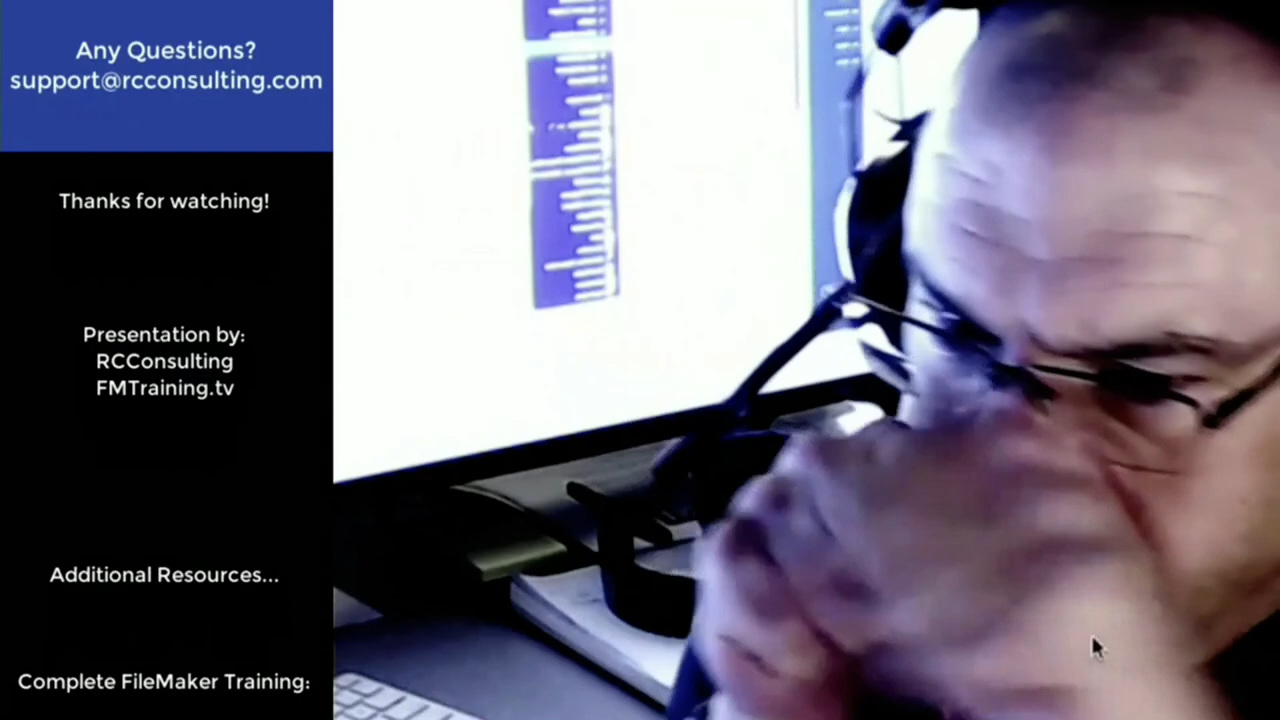 Any Questions?
support@rcconsulting.com
Thanks for watching!
Presentation by:
RCConsulting
FMTraining.tv
Additional Resources...
Complete FileMaker Training: